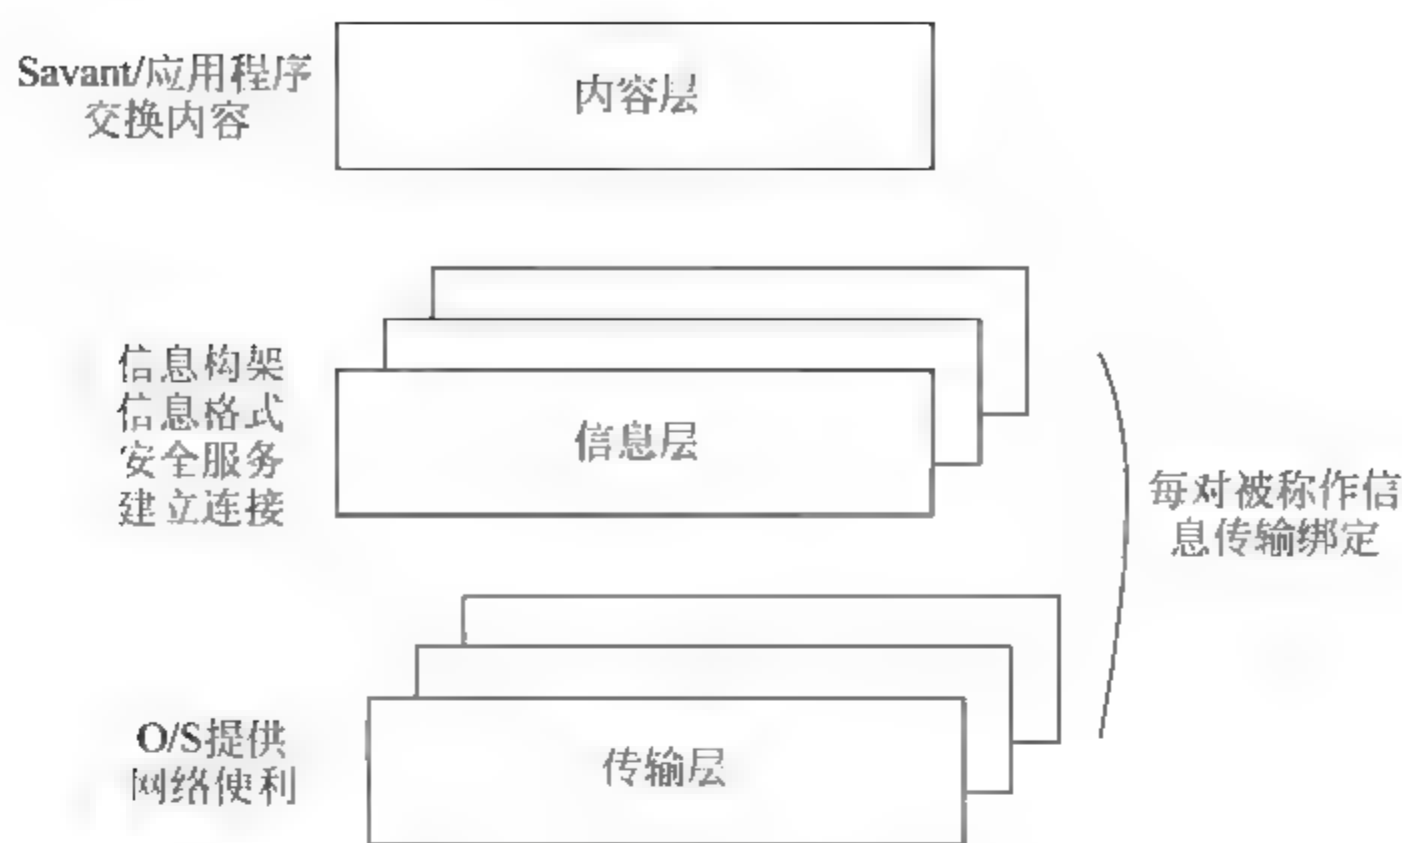 Savant/应用程序
交换内容
内容层
信息构架
信息格式
安全服务
建立连接
信息层
每对被称作信
息传输绑定
O/S提供
网络便利
传输层